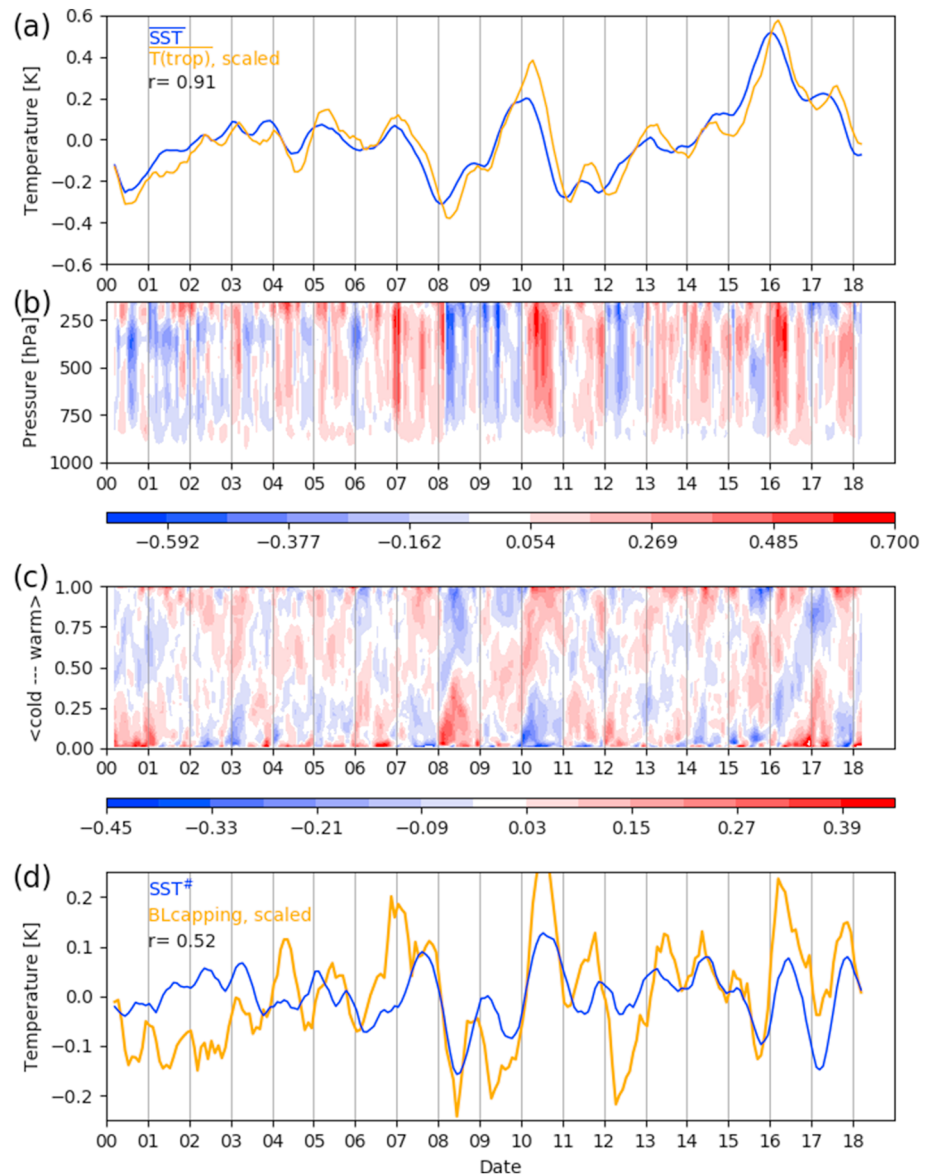 (a)
0.6
0.4
0.2
0.0
−0.2
−0.4
−0.6
Temperature [K]
SST
T(trop), scaled
r= 0.91
00 01 02 03 04 05 06 07 08 09 10 11 12 13 14 15 16 17 18
(b)
250
500
750
1000
Pressure [hPa]
00 01 02 03 04 05 06 07 08 09 10 11 12 13 14 15 16 17 18
−0.592 −0.377 −0.162 0.054 0.269 0.485 0.700
(c)
1.00
0.75
0.50
0.25
0.00
<cold --- warm>
00 01 02 03 04 05 06 07 08 09 10 11 12 13 14 15 16 17 18
−0.45 −0.33 −0.21 −0.09 0.03 0.15 0.27 0.39
(d)
0.2
0.1
0.0
−0.1
−0.2
Temperature [K]
SST#
BLcapping, scaled
r= 0.52
00 01 02 03 04 05 06 07 08 09 10 11 12 13 14 15 16 17 18
Date